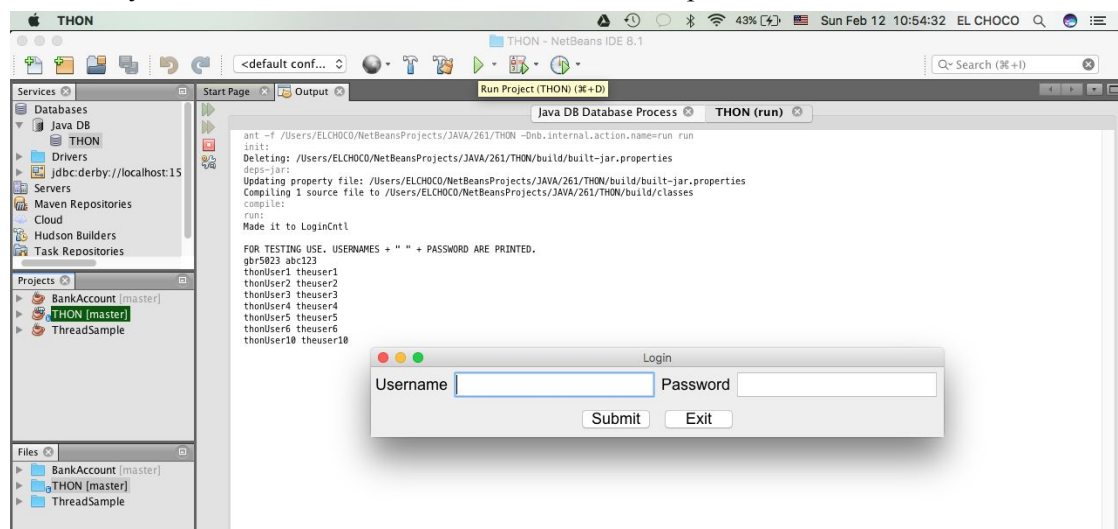 THON
43%
Sun Feb 12 10:54:32 EL CHOCO
THON - NetBeans IDE 8.1
<default conf...
Search (⌘+I)
Run Project (THON) (⌘+D)
Services
Start Page
Output
Java DB Database Process
THON (run)
Databases
Java DB
THON
Drivers
jdbc:derby://localhost:15
Servers
Maven Repositories
Cloud
Hudson Builders
Task Repositories
ant -f /Users/ELCHOCO/NetBeansProjects/JAVA/261/THON -Dnb.internal.action.name=run run
init:
Deleting: /Users/ELCHOCO/NetBeansProjects/JAVA/261/THON/build/built-jar.properties
deps-jar:
Updating property file: /Users/ELCHOCO/NetBeansProjects/JAVA/261/THON/build/built-jar.properties
Compiling 1 source file to /Users/ELCHOCO/NetBeansProjects/JAVA/261/THON/build/classes
compile:
run:
Made it to LoginCntl
FOR TESTING USE. USERNAMES + " " + PASSWORD ARE PRINTED.
gbr5023 abc123
thonUser1 theuser1
thonUser2 theuser2
thonUser3 theuser3
thonUser4 theuser4
thonUser5 theuser5
thonUser6 theuser6
thonUser10 theuser10
Projects
BankAccount [master]
THON [master]
ThreadSample
Login
Username
Password
Submit
Exit
Files
BankAccount [master]
THON [master]
ThreadSample